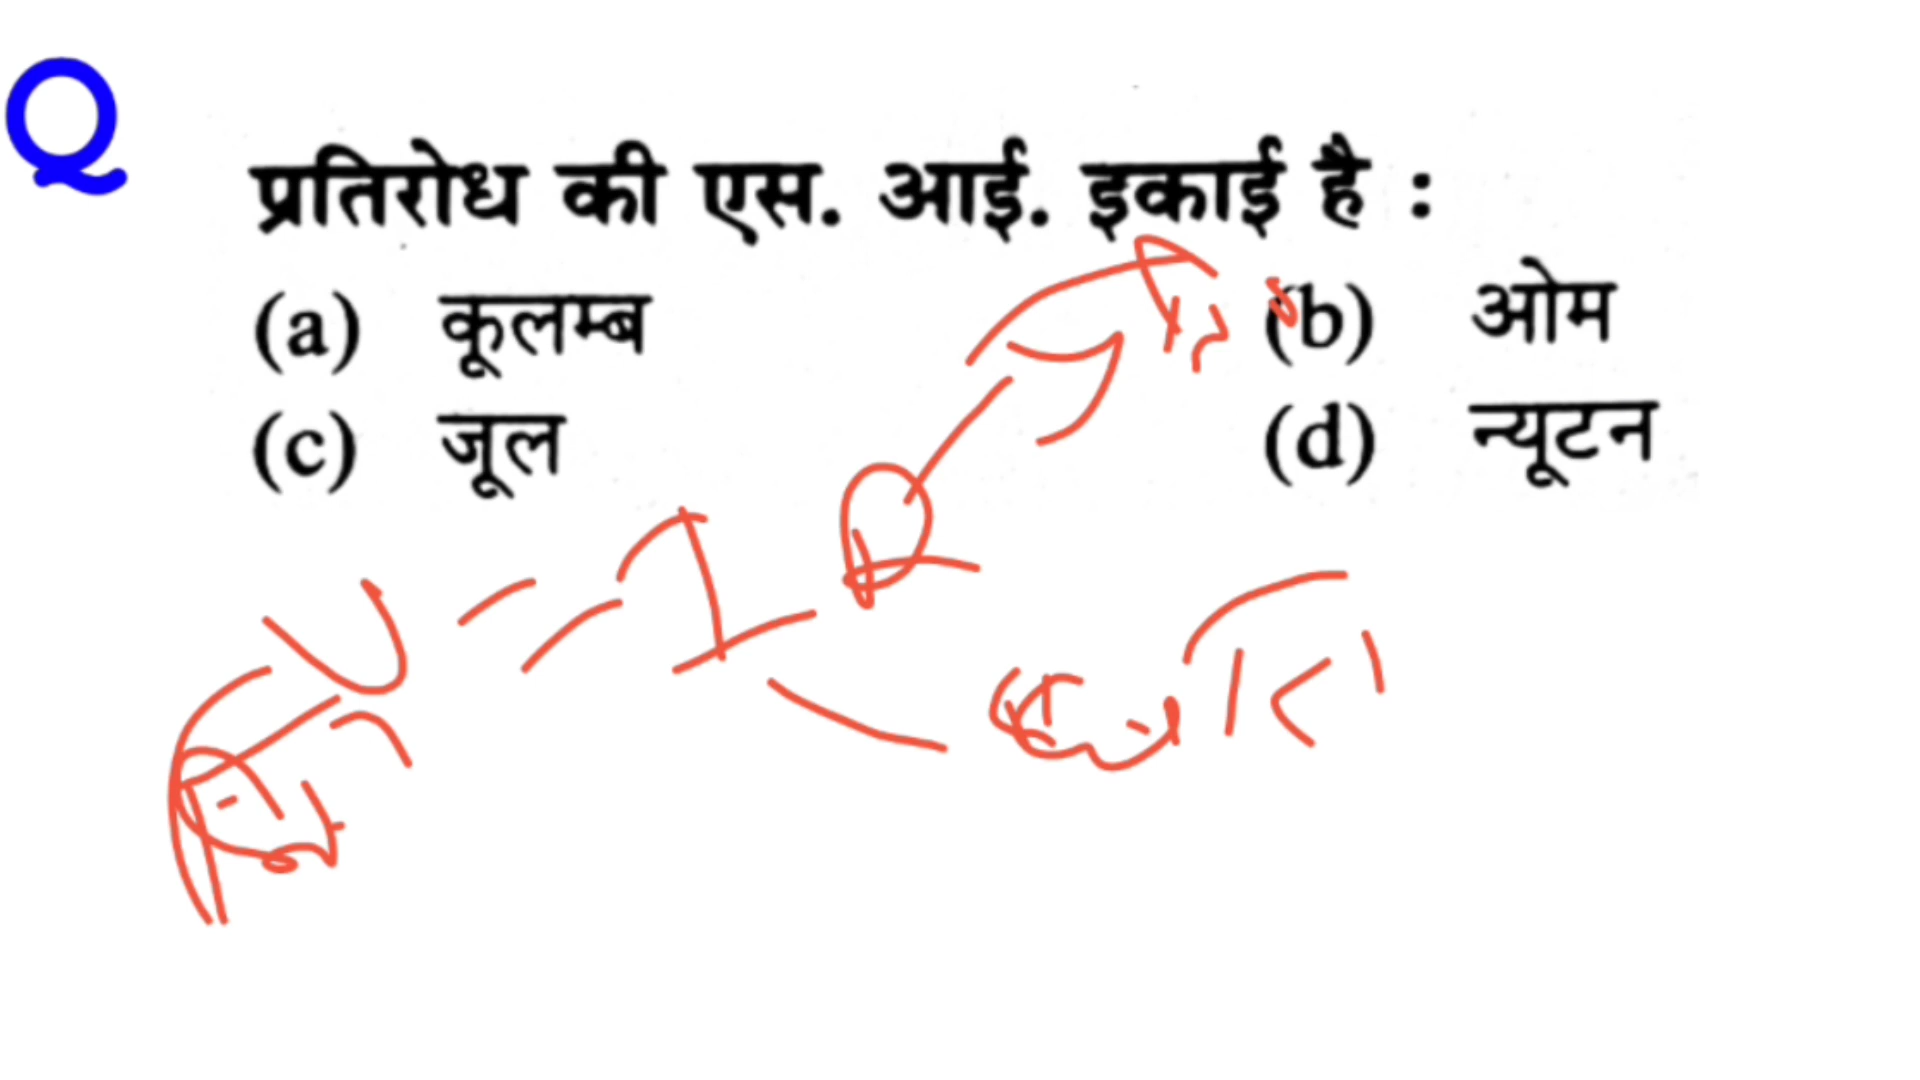 Q
प्रतिरोध की एस. आई. इकाई है :
(a) कूलम्ब (b) ओम
(c) जूल (d) न्यूटन
V = I R